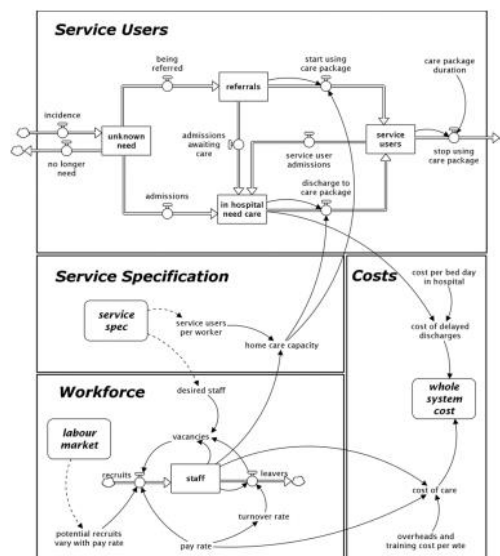 Service Users
being
referred
referrals
start using
care package
care package
duration
incidence
unknown
need
no longer
need
admissions
awaiting
care
service user
admissions
service
users
stop using
care package
admissions
in hospital
need care
discharge to
care package
Service Specification
service
spec
service users
per worker
home care capacity
Costs
cost per bed day
in hospital
cost of delayed
discharges
whole
system
cost
cost of care
overheads and
training cost per wte
Workforce
desired staff
labour
market
vacancies
recruits
staff
leavers
turnover rate
potential recruits
vary with pay rate
pay rate